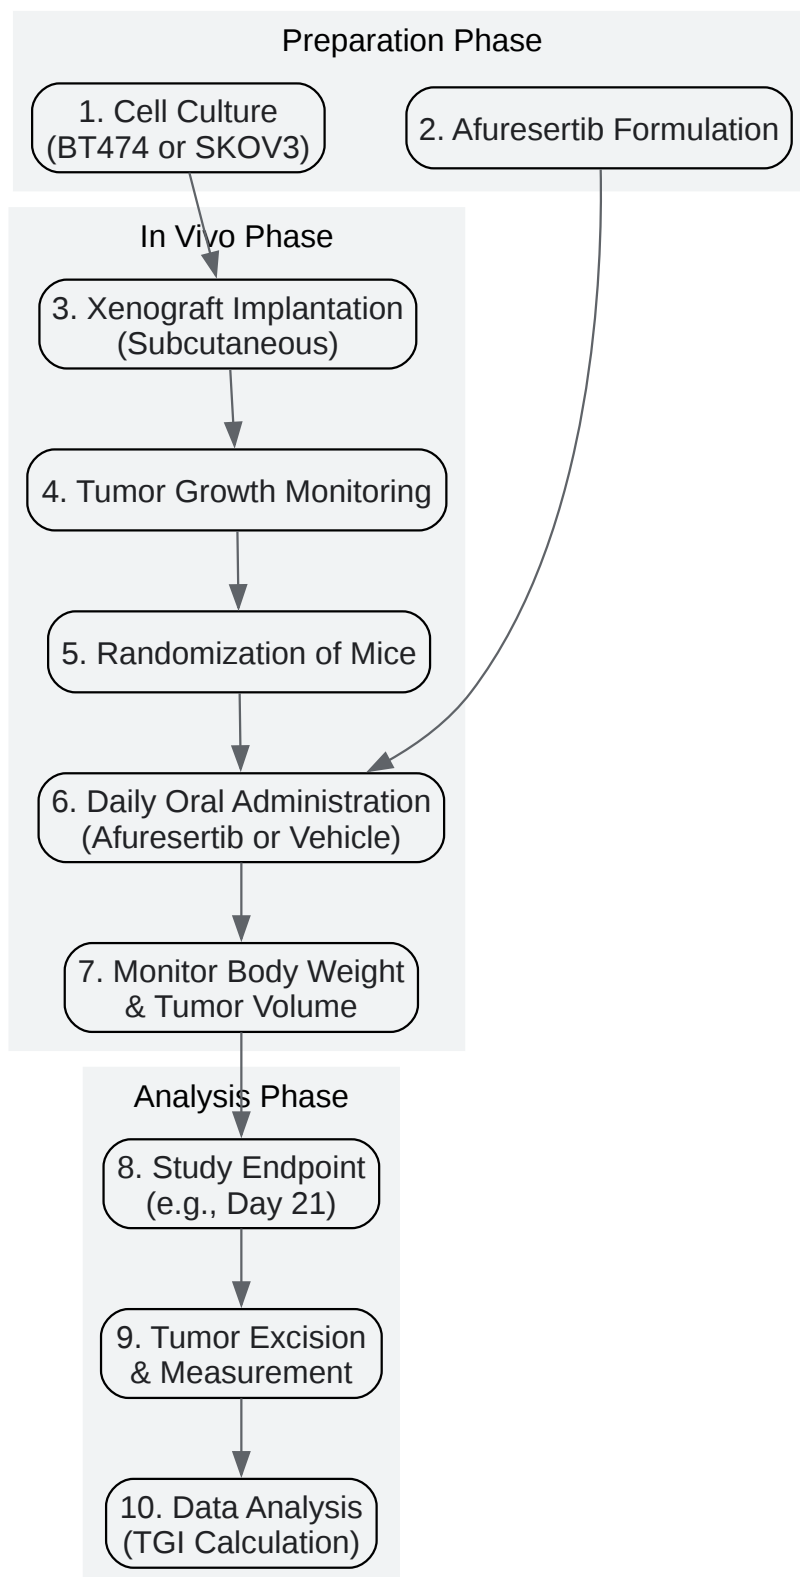 Preparation Phase
1. Cell Culture
(BT474 or SKOV3)
2. Afuresertib Formulation
In Vivo Phase
3. Xenograft Implantation
(Subcutaneous)
4. Tumor Growth Monitoring
5. Randomization of Mice
6. Daily Oral Administration
(Afuresertib or Vehicle)
7. Monitor Body Weight
& Tumor Volume
Analysis Phase
8. Study Endpoint
(e.g., Day 21)
9. Tumor Excision
& Measurement
10. Data Analysis
(TGI Calculation)